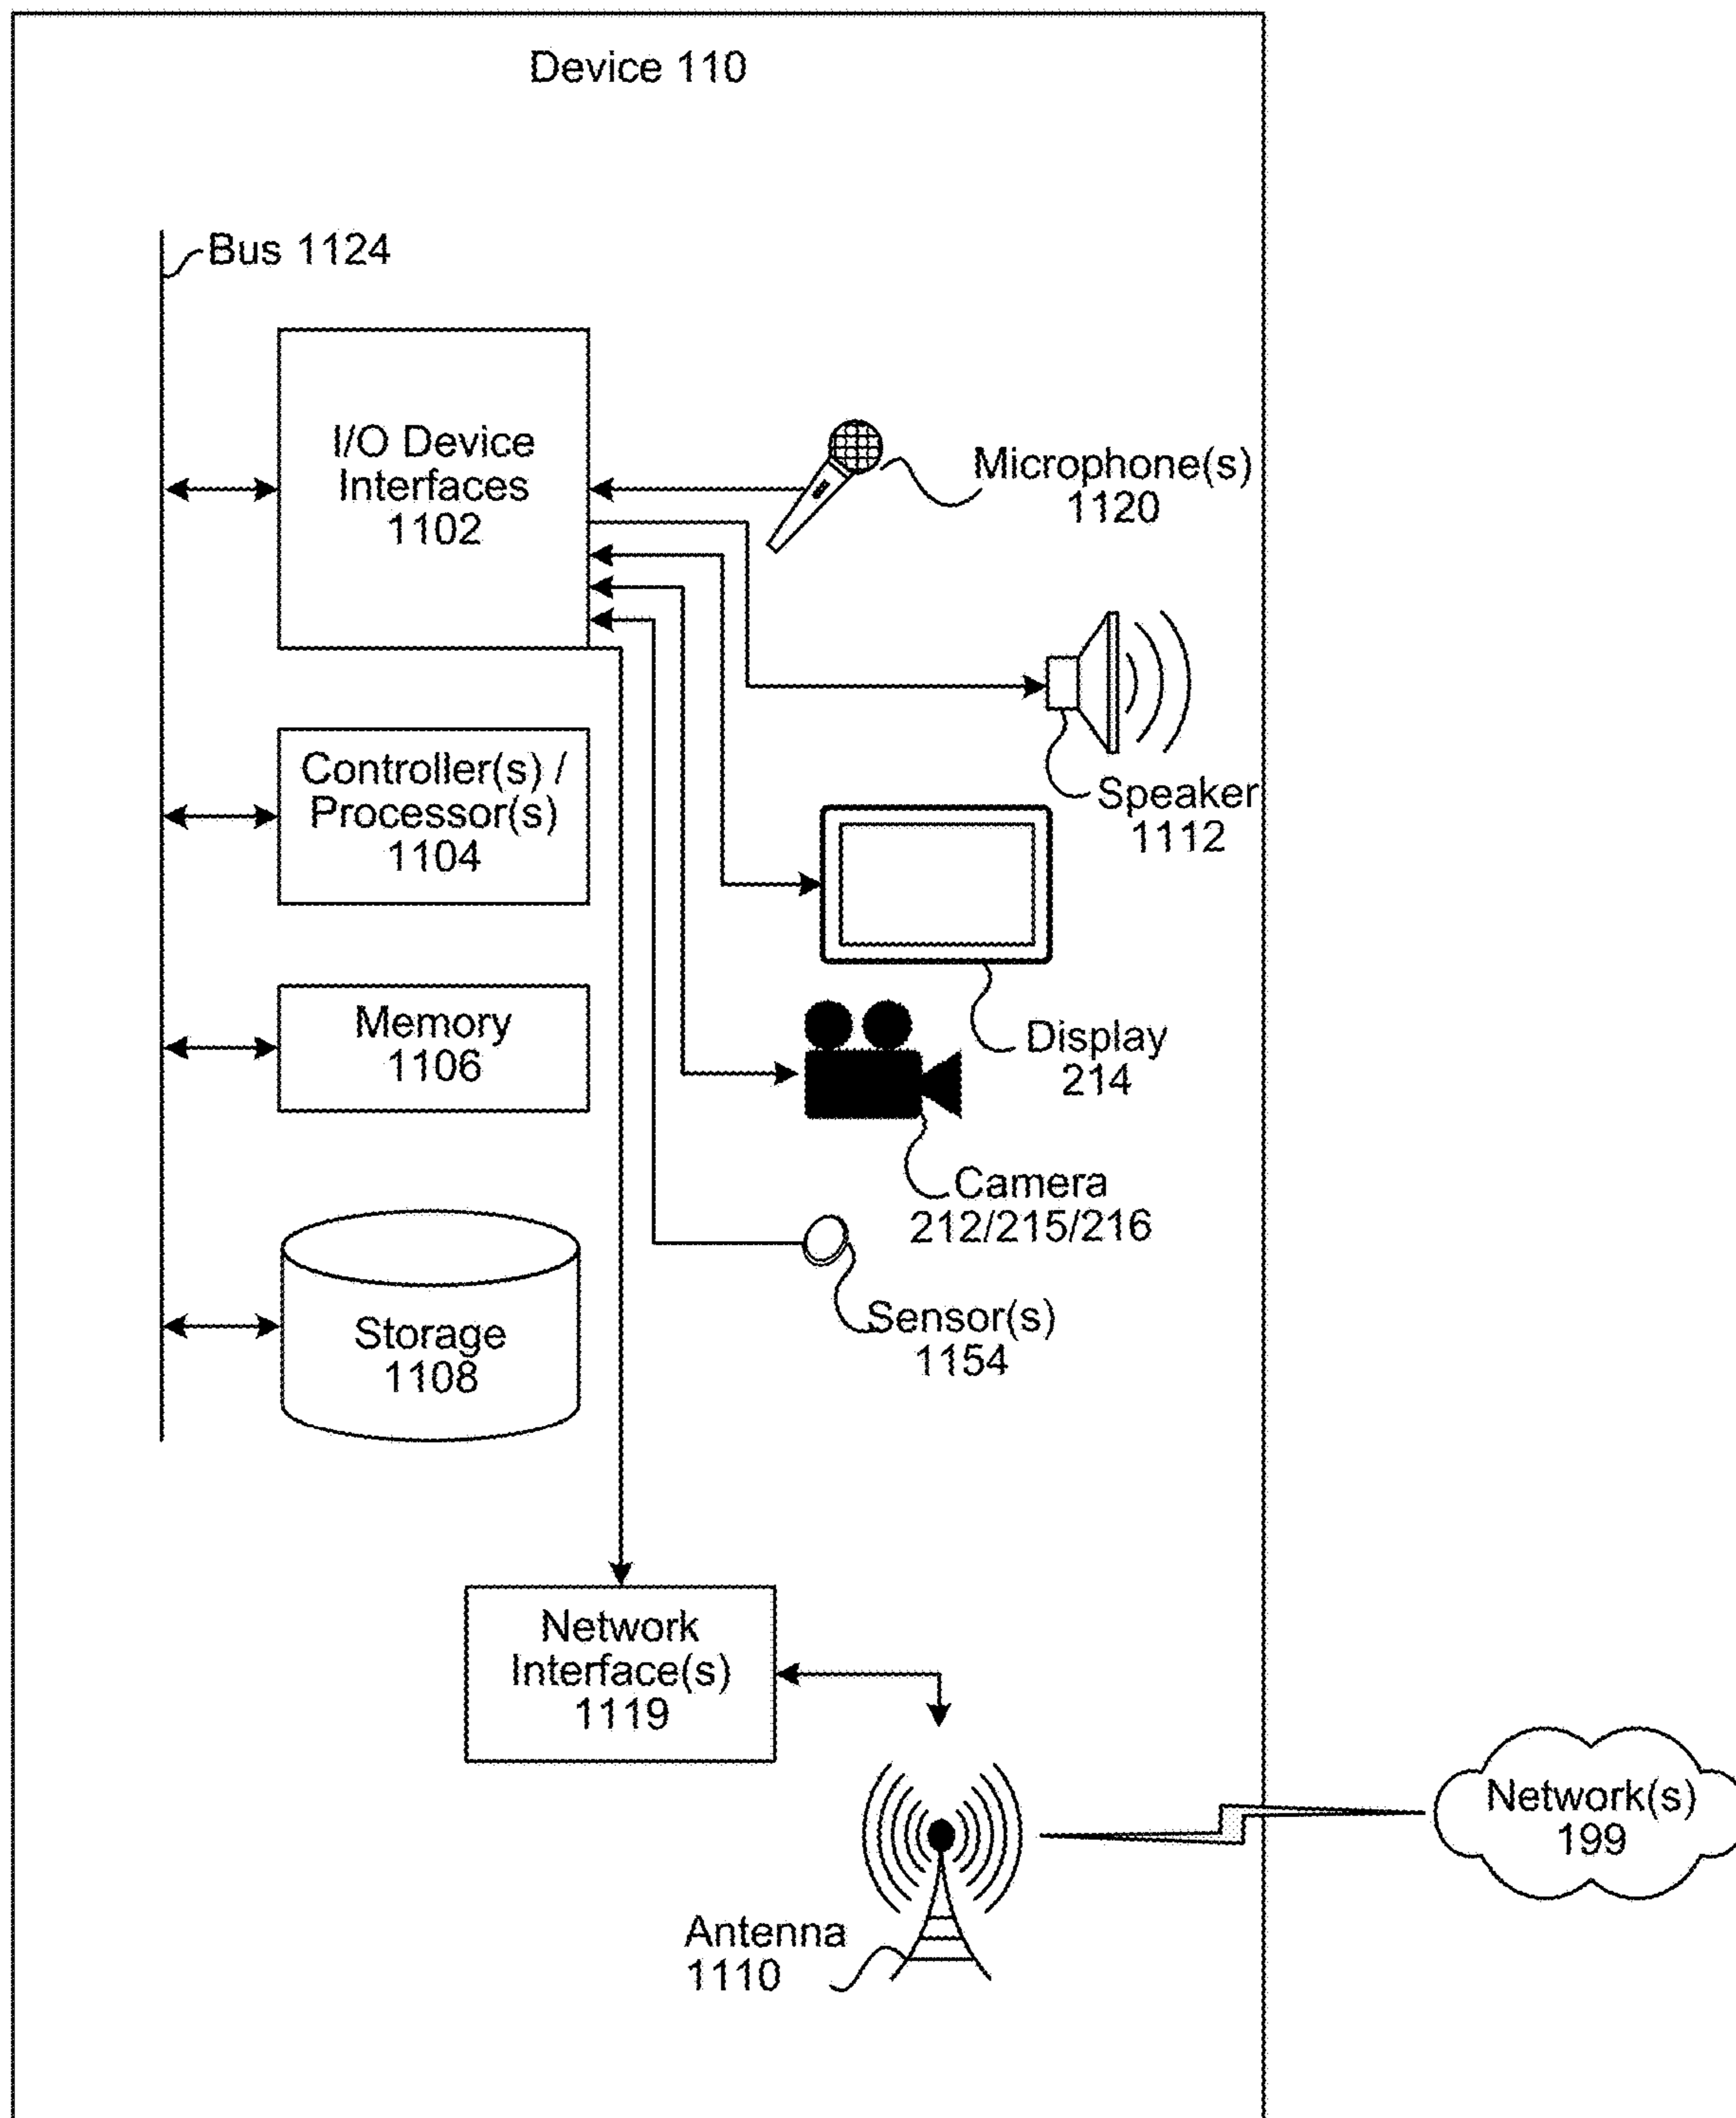 Device 110
Bus 1124
I/O Device
Interfaces
1102
Microphone(s)
1120
Speaker
1112
Controller(s) /
Processor(s)
1104
Display
214
Memory
1106
Camera
212/215/216
Sensor(s)
1154
Storage
1108
Network
Interface(s)
1119
Network(s)
199
Antenna
1110